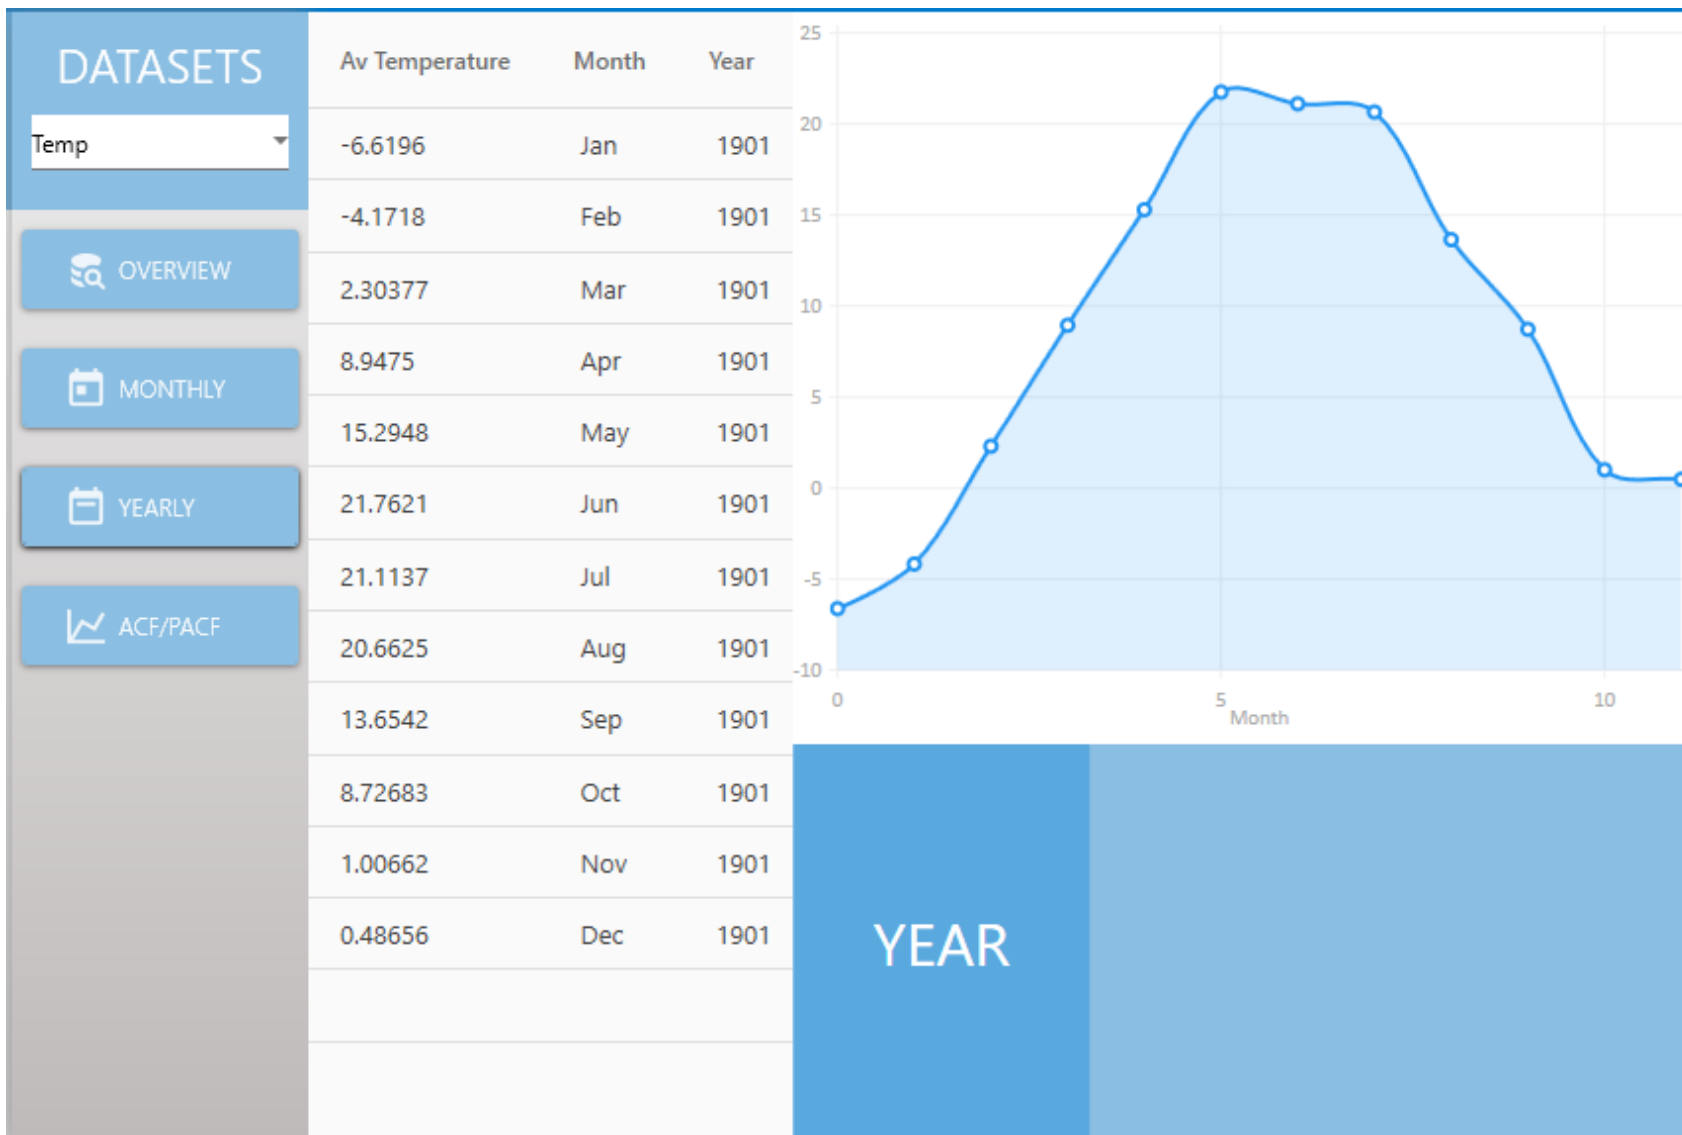 DATASETS
Temp
OVERVIEW
MONTHLY
YEARLY
ACF/PACF
Av Temperature Month Year
-6.6196 Jan 1901
-4.1718 Feb 1901
2.30377 Mar 1901
8.9475 Apr 1901
15.2948 May 1901
21.7621 Jun 1901
21.1137 Jul 1901
20.6625 Aug 1901
13.6542 Sep 1901
8.72683 Oct 1901
1.00662 Nov 1901
0.48656 Dec 1901
25
20
15
10
5
0
-5
-10
0 5 10
Month
YEAR